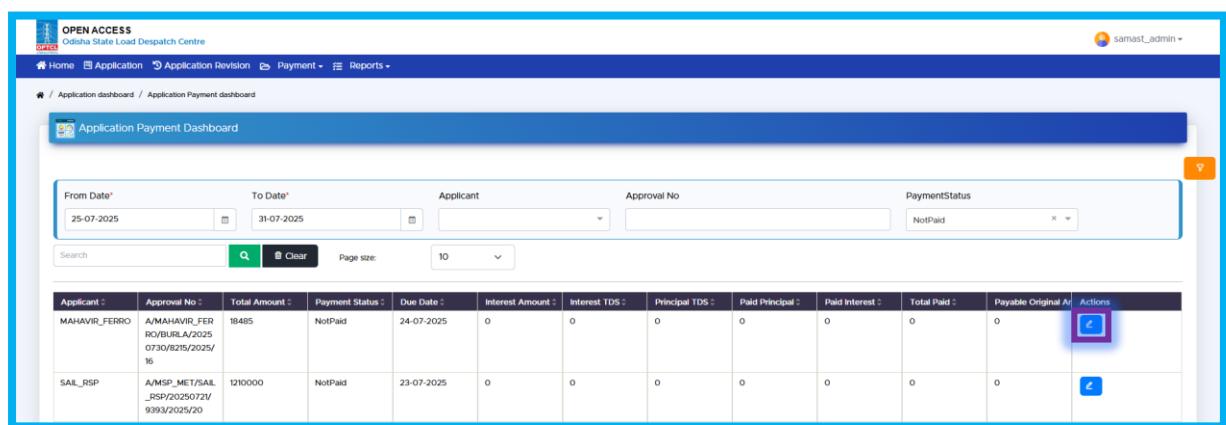 OPEN ACCESS
OPTCL
Odisha State Load Despatch Centre
samast_admin
Home Application Application Revision Payment Reports
/ Application dashboard / Application Payment dashboard
Application Payment Dashboard
From Date* To Date* Applicant Approval No PaymentStatus
25-07-2025 31-07-2025 NotPaid ×
Search Clear Page size: 10
Applicant Approval No Total Amount Payment Status Due Date Interest Amount Interest TDS Principal TDS Paid Principal Paid Interest Total Paid Payable Original Ar Actions
MAHAVIR_FERRO A/MAHAVIR_FER 18485 NotPaid 24-07-2025 0 0 0 0 0 0 0
RO/BURLA/2025
0730/8215/2025/
16
SAIL_RSP A/MSP_MET/SAIL 1210000 NotPaid 23-07-2025 0 0 0 0 0 0 0
_RSP/20250721/
9393/2025/20